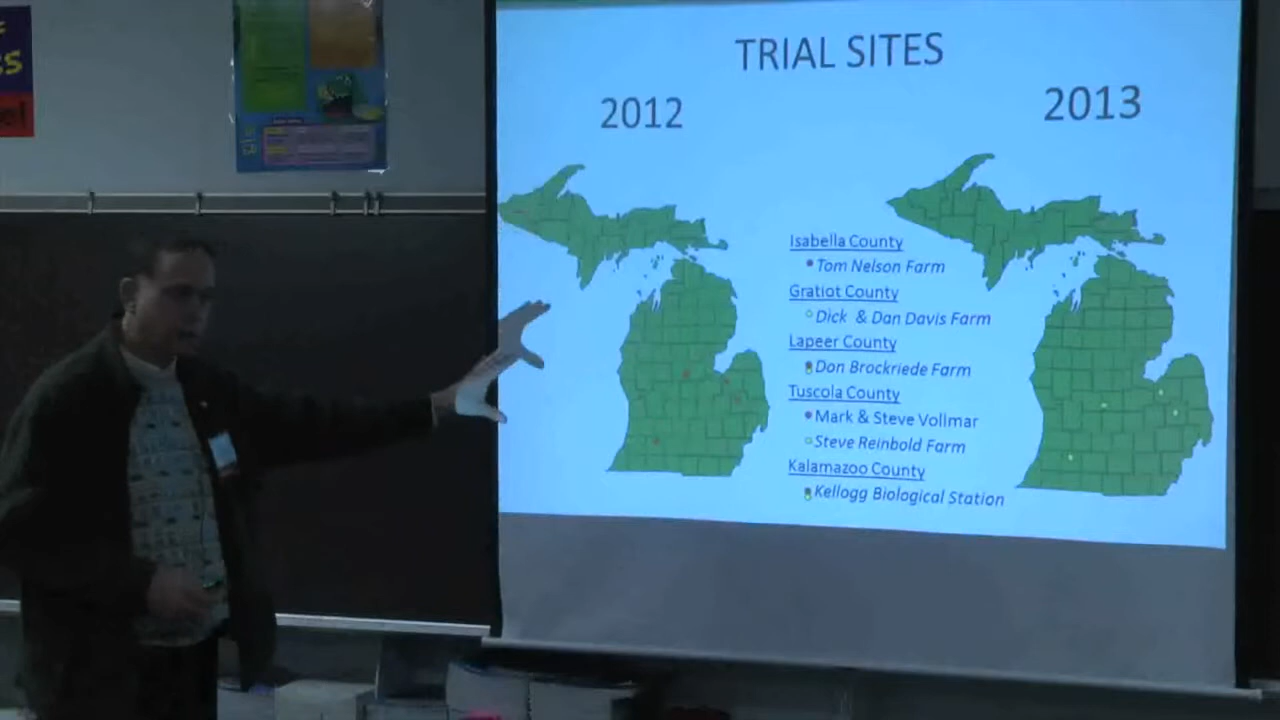 TRIAL SITES
2012
2013
Isabella County
Tom Nelson Farm
Gratiot County
Dick & Dan Davis Farm
Lapeer County
Don Brockriede Farm
Tuscola County
Mark & Steve Vollmar
Steve Reinbold Farm
Kalamazoo County
Kellogg Biological Station